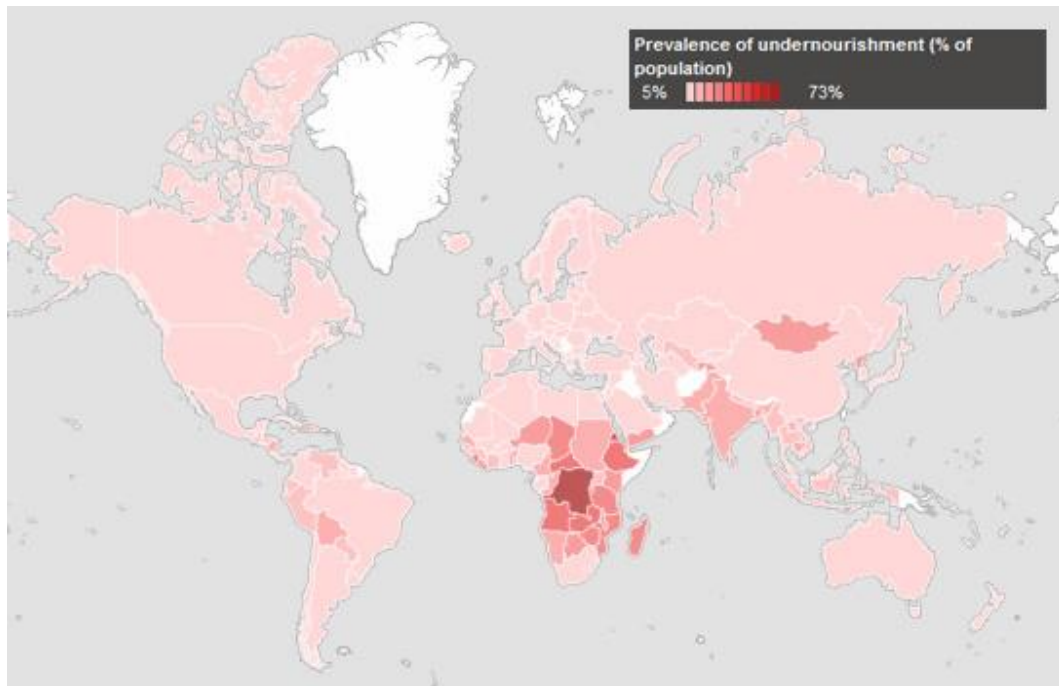 Prevalence of undernourishment (% of
population)
5% 73%